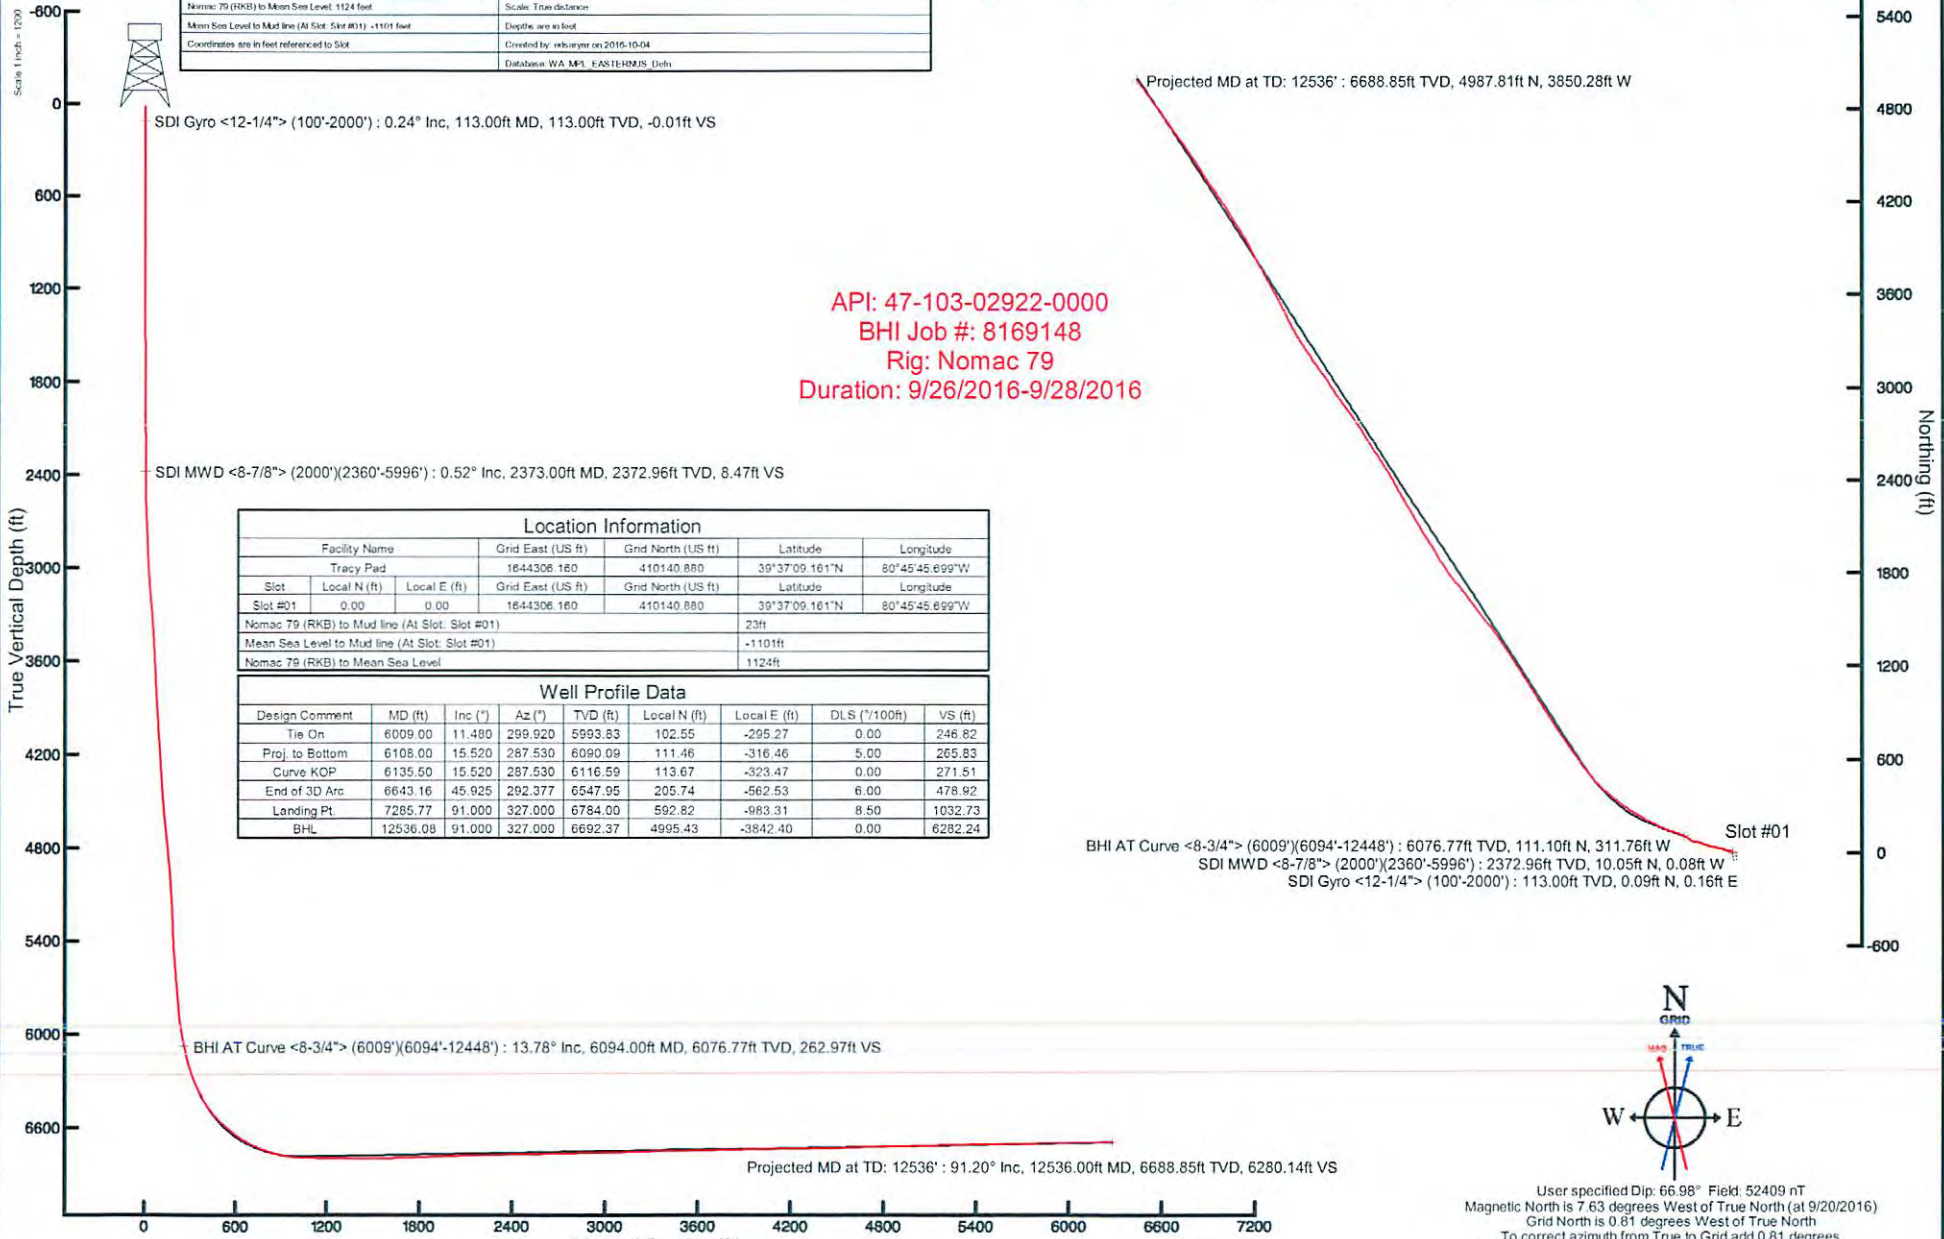 Scale 1 inch = 1200
Nomac 79 (RKB) to Mean Sea Level: 1124 feet
Scale: True distance
Mean Sea Level to Mud line (At Slot: Slot #01): -1101 feet
Depths are in feet
Coordinates are in feet referenced to Slot
Created by: on 2016-10-04
Database: WA_MPL_EASTERNUS_Defn
-600
0
600
1200
1800
2400
3000
3600
4200
4800
5400
6000
6600
True Vertical Depth (ft)
SDI Gyro <12-1/4"> (100'-2000') : 0.24° Inc, 113.00ft MD, 113.00ft TVD, -0.01ft VS
SDI MWD <8-7/8"> (2000')(2360'-5996') : 0.52° Inc, 2373.00ft MD, 2372.96ft TVD, 8.47ft VS
API: 47-103-02922-0000
BHI Job #: 8169148
Rig: Nomac 79
Duration: 9/26/2016-9/28/2016
Location Information
Facility Name Grid East (US ft) Grid North (US ft) Latitude Longitude
Tracy Pad 1644306.160 410140.880 39°37'09.161"N 80°45'45.699"W
Slot Local N (ft) Local E (ft) Grid East (US ft) Grid North (US ft) Latitude Longitude
Slot #01 0.00 0.00 1644306.160 410140.880 39°37'09.161"N 80°45'45.699"W
Nomac 79 (RKB) to Mud line (At Slot: Slot #01) 23ft
Mean Sea Level to Mud line (At Slot: Slot #01) -1101ft
Nomac 79 (RKB) to Mean Sea Level 1124ft
Well Profile Data
Design Comment MD (ft) Inc (°) Az (°) TVD (ft) Local N (ft) Local E (ft) DLS (°/100ft) VS (ft)
Tie On 6009.00 11.480 299.920 5993.83 102.55 -295.27 0.00 246.82
Proj. to Bottom 6108.00 15.520 287.530 6090.09 111.46 -316.46 5.00 265.83
Curve KOP 6135.50 15.520 287.530 6116.59 113.67 -323.47 0.00 271.51
End of 3D Arc 6643.16 45.925 292.377 6547.95 205.74 -562.53 6.00 478.92
Landing Pt. 7285.77 91.000 327.000 6784.00 592.82 -983.31 8.50 1032.73
BHL 12536.08 91.000 327.000 6692.37 4995.43 -3842.40 0.00 6282.24
BHI AT Curve <8-3/4"> (6009')(6094'-12448') : 13.78° Inc, 6094.00ft MD, 6076.77ft TVD, 262.97ft VS
Projected MD at TD: 12536' : 91.20° Inc, 12536.00ft MD, 6688.85ft TVD, 6280.14ft VS
0 600 1200 1800 2400 3000 3600 4200 4800 5400 6000 6600 7200
Projected MD at TD: 12536' : 6688.85ft TVD, 4987.81ft N, 3850.28ft W
5400
4800
4200
3600
3000
2400
1800
1200
600
0
-600
Northing (ft)
Slot #01
BHI AT Curve <8-3/4"> (6009')(6094'-12448') : 6076.77ft TVD, 111.10ft N, 311.76ft W
SDI MWD <8-7/8"> (2000')(2360'-5996') : 2372.96ft TVD, 10.05ft N, 0.08ft W
SDI Gyro <12-1/4"> (100'-2000') : 113.00ft TVD, 0.09ft N, 0.16ft E
N
GRID
MAG TRUE
W E
User specified Dip: 66.98° Field: 52409 nT
Magnetic North is 7.63 degrees West of True North (at 9/20/2016)
Grid North is 0.81 degrees West of True North
To correct azimuth from True to Grid add 0.81 degrees